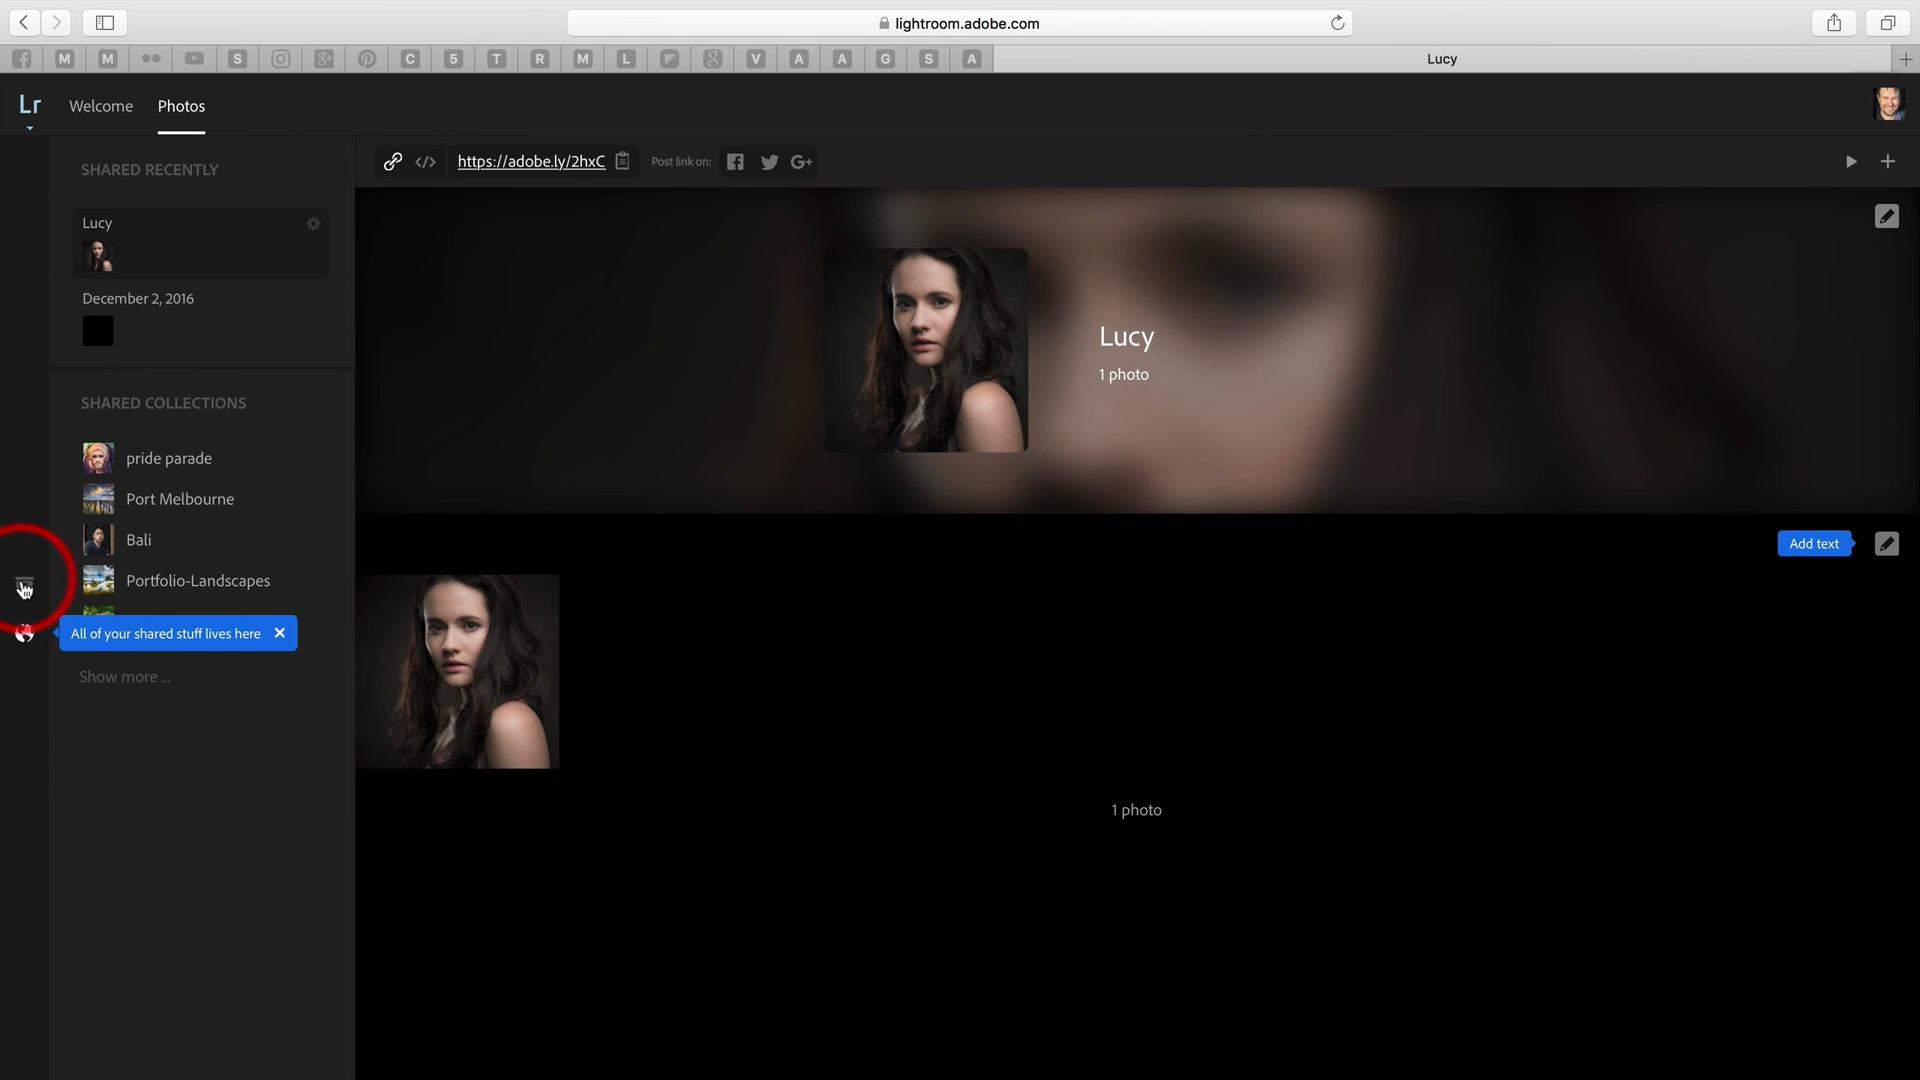 lightroom.adobe.com
M M S C 5 T R M L V A A G S A
Lucy
Lr Welcome Photos
SHARED RECENTLY
https://adobe.ly/2hxC
Post link on:
Lucy
December 2, 2016
Lucy
1 photo
SHARED COLLECTIONS
pride parade
Port Melbourne
Bali
Add text
Portfolio-Landscapes
All of your shared stuff lives here
Show more ...
1 photo